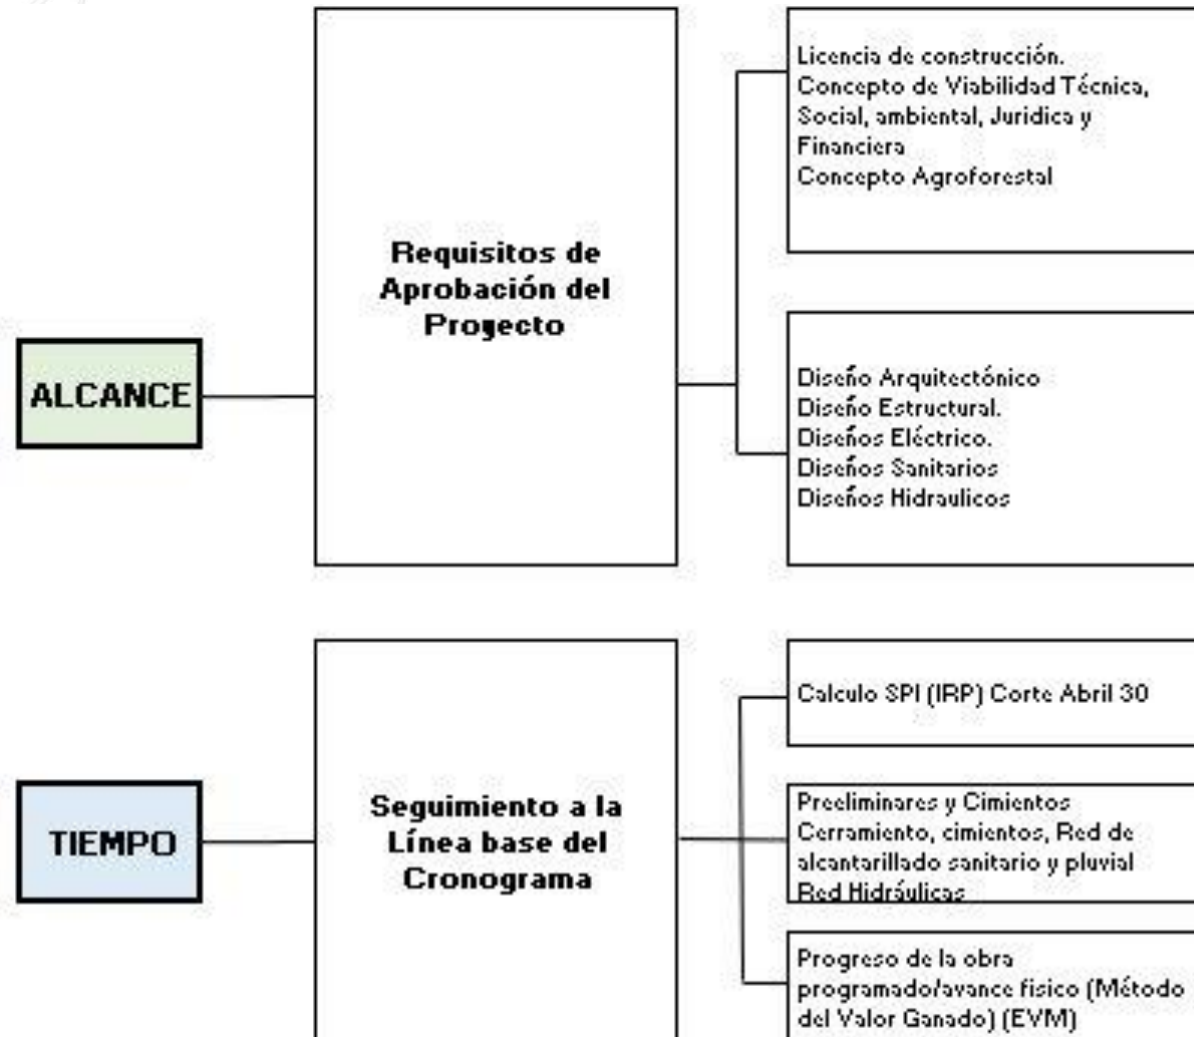 ALCANCE
Requisitos de
Aprobación del
Proyecto
Licencia de construcción.
Concepto de Viabilidad Técnica,
Social, ambiental, Juridica y
Financiera
Concepto Agroforestal
Diseño Arquitectónico
Diseño Estructural.
Diseños Eléctrico.
Diseños Sanitarios
Diseños Hidraulicos
TIEMPO
Seguimiento a la
Línea base del
Cronograma
Calculo SPI (IRP) Corte Abril 30
Preeliminares y Cimientos
Cerramiento, cimientos, Red de
alcantarillado sanitario y pluvial
Red Hidráulicas
Progreso de la obra
programado/avance fisico (Método
del Valor Ganado) (EVM)